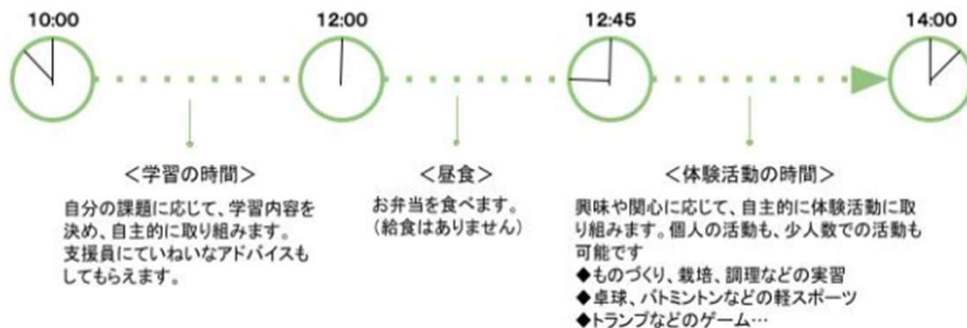 10:00
12:00
12:45
14:00
＜学習の時間＞
自分の課題に応じて、学習内容を
決め、自主的に取り組みます。
支援員にていねいなアドバイスも
してもらえます。
＜昼食＞
お弁当を食べます。
（給食はありません）
＜体験活動の時間＞
興味や関心に応じて、自主的に体験活動に取
り組みます。個人の活動も、少人数での活動も
可能です
◆ものづくり、栽培、調理などの実習
◆卓球、バトミントンなどの軽スポーツ
◆トランプなどのゲーム…